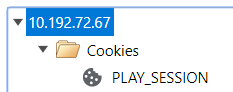 10.192.72.67
Cookies
PLAY_SESSION